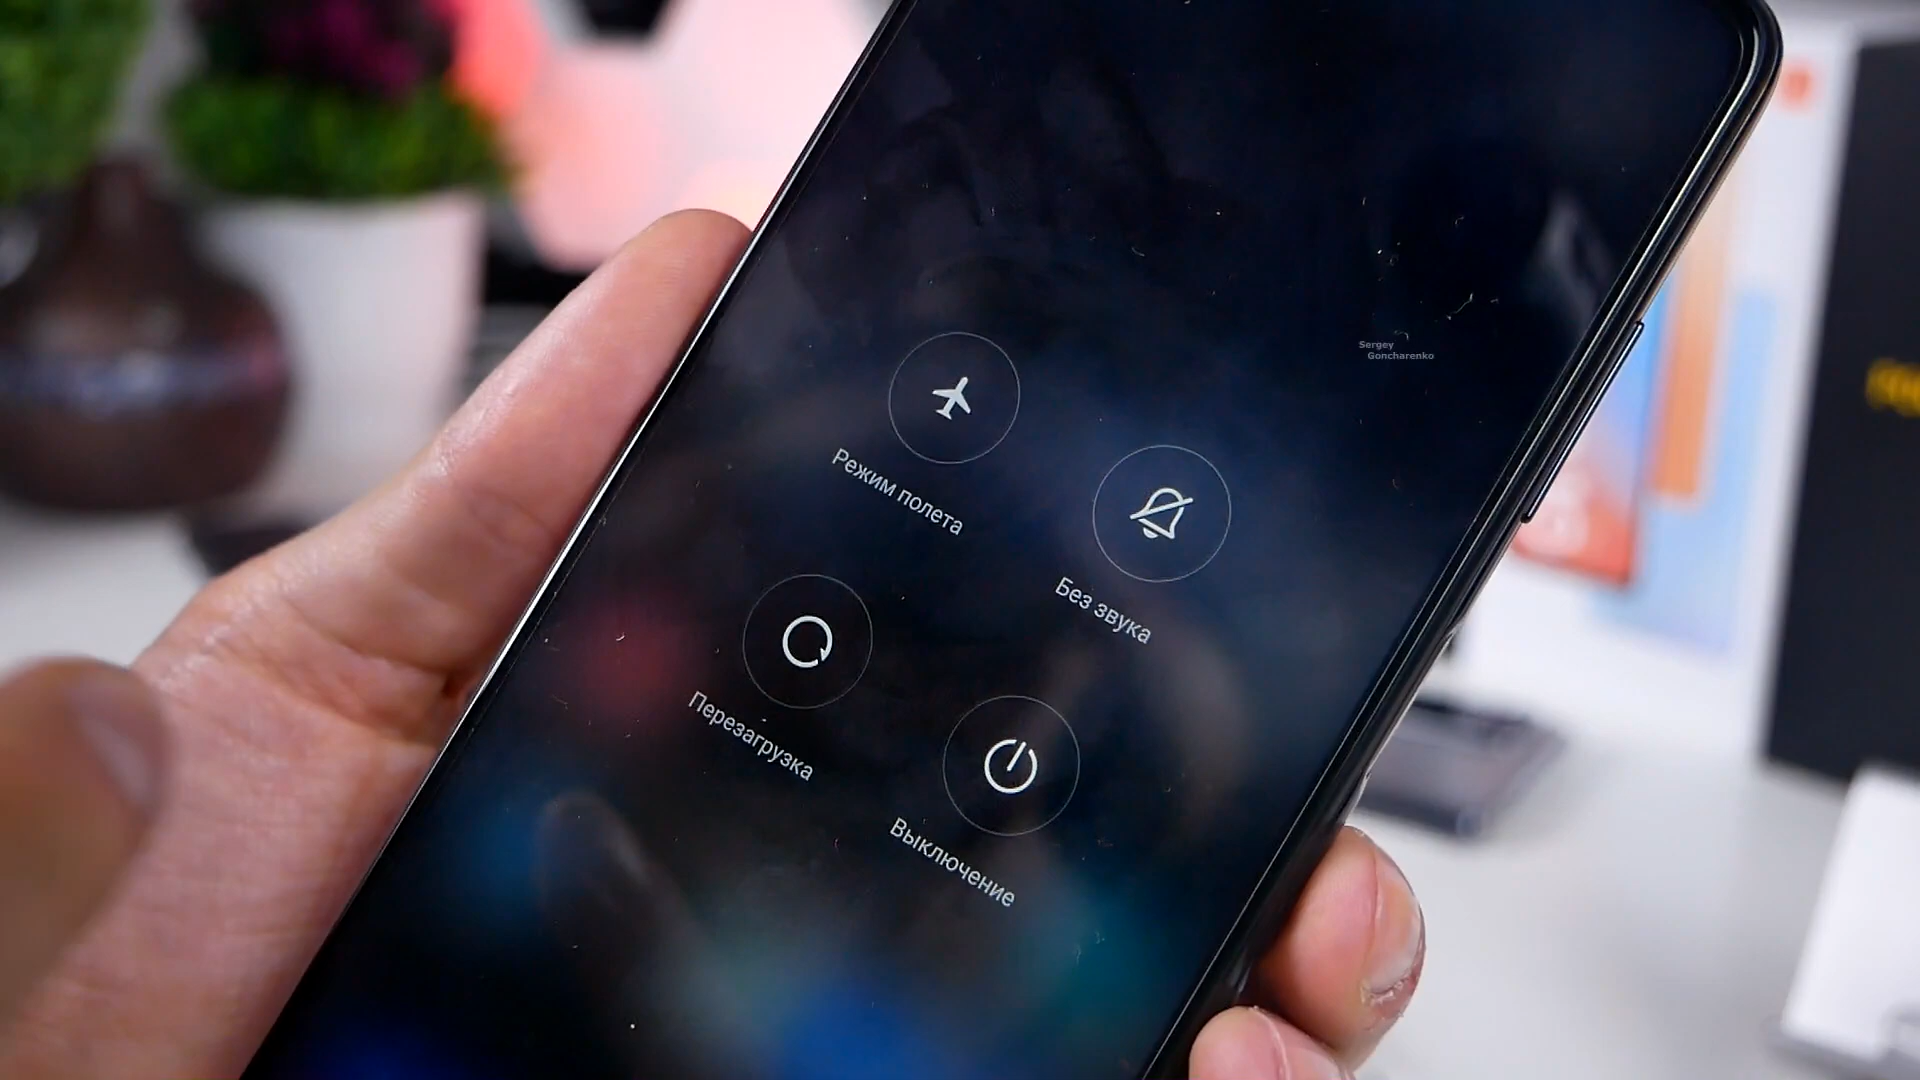 Режим полета
Без звука
Перезагрузка
Выключение
Sergey
Goncharenko